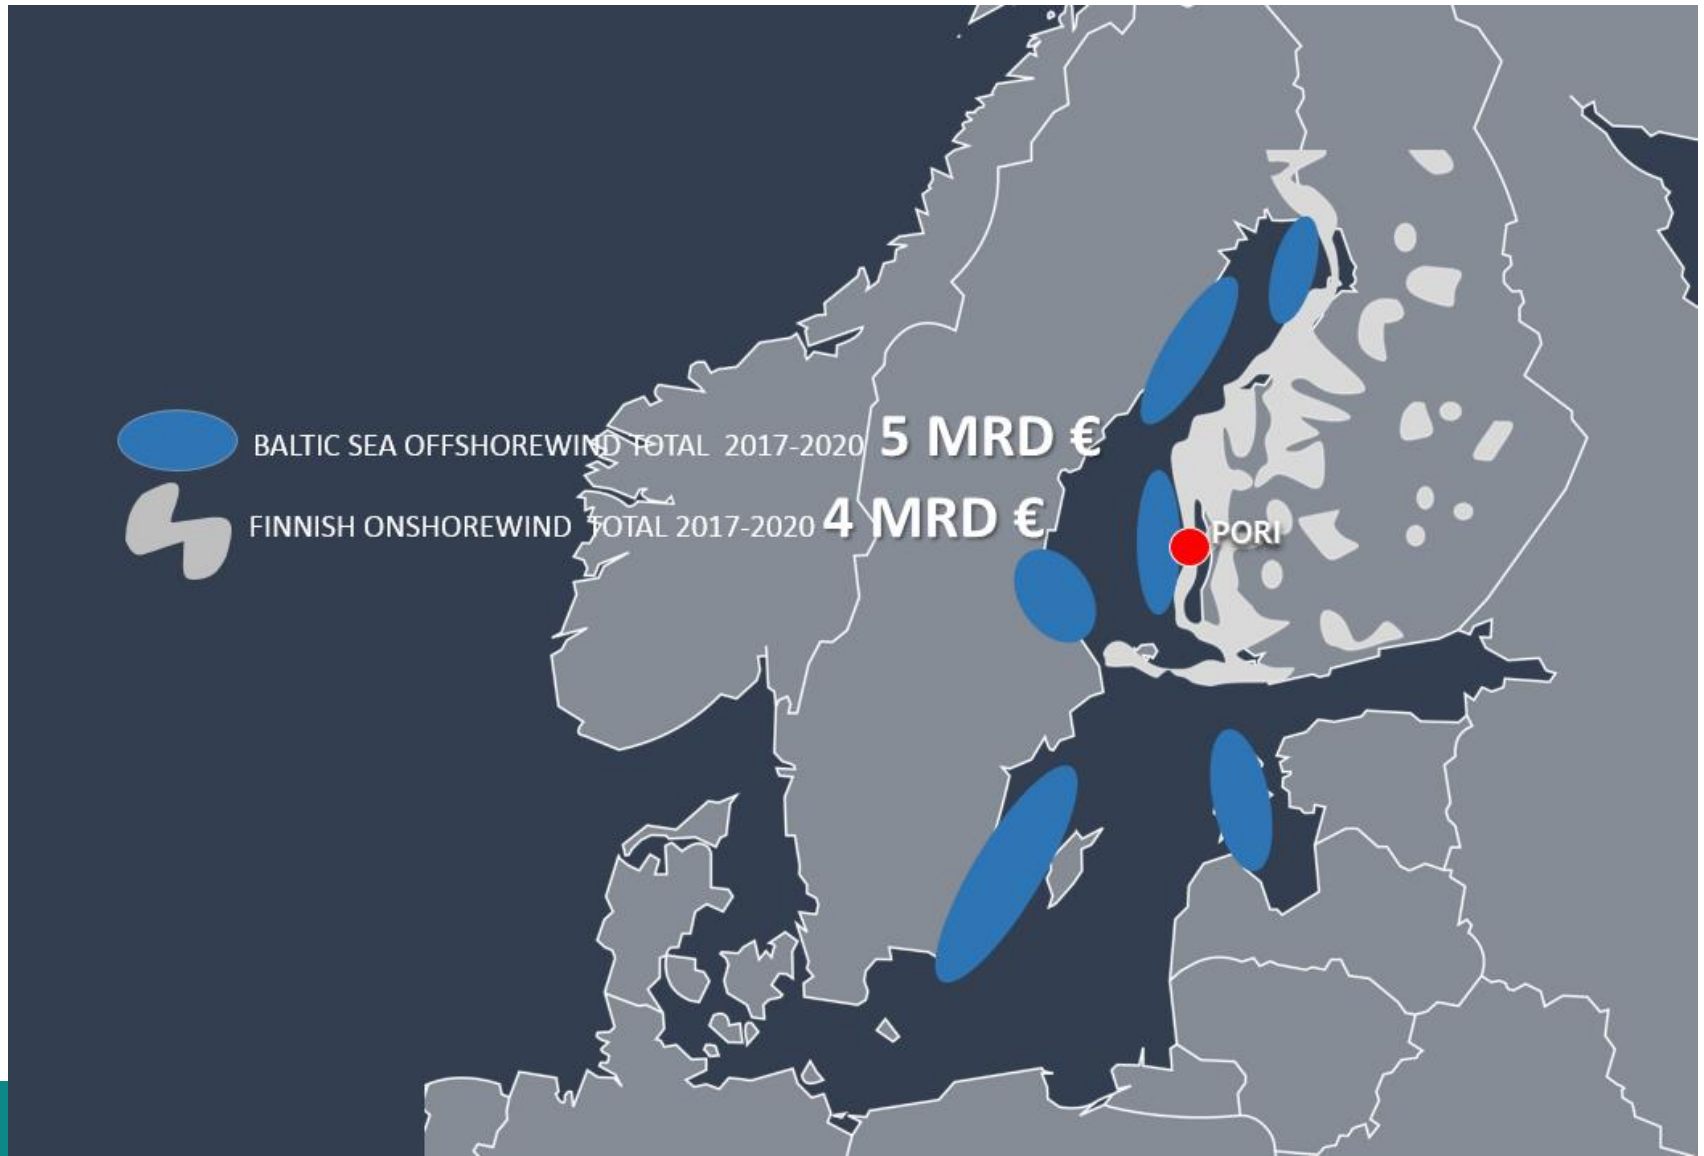 BALTIC SEA OFFSHOREWIND TOTAL 2017-2020 5 MRD €
FINNISH ONSHOREWIND TOTAL 2017-2020 4 MRD €
PORI